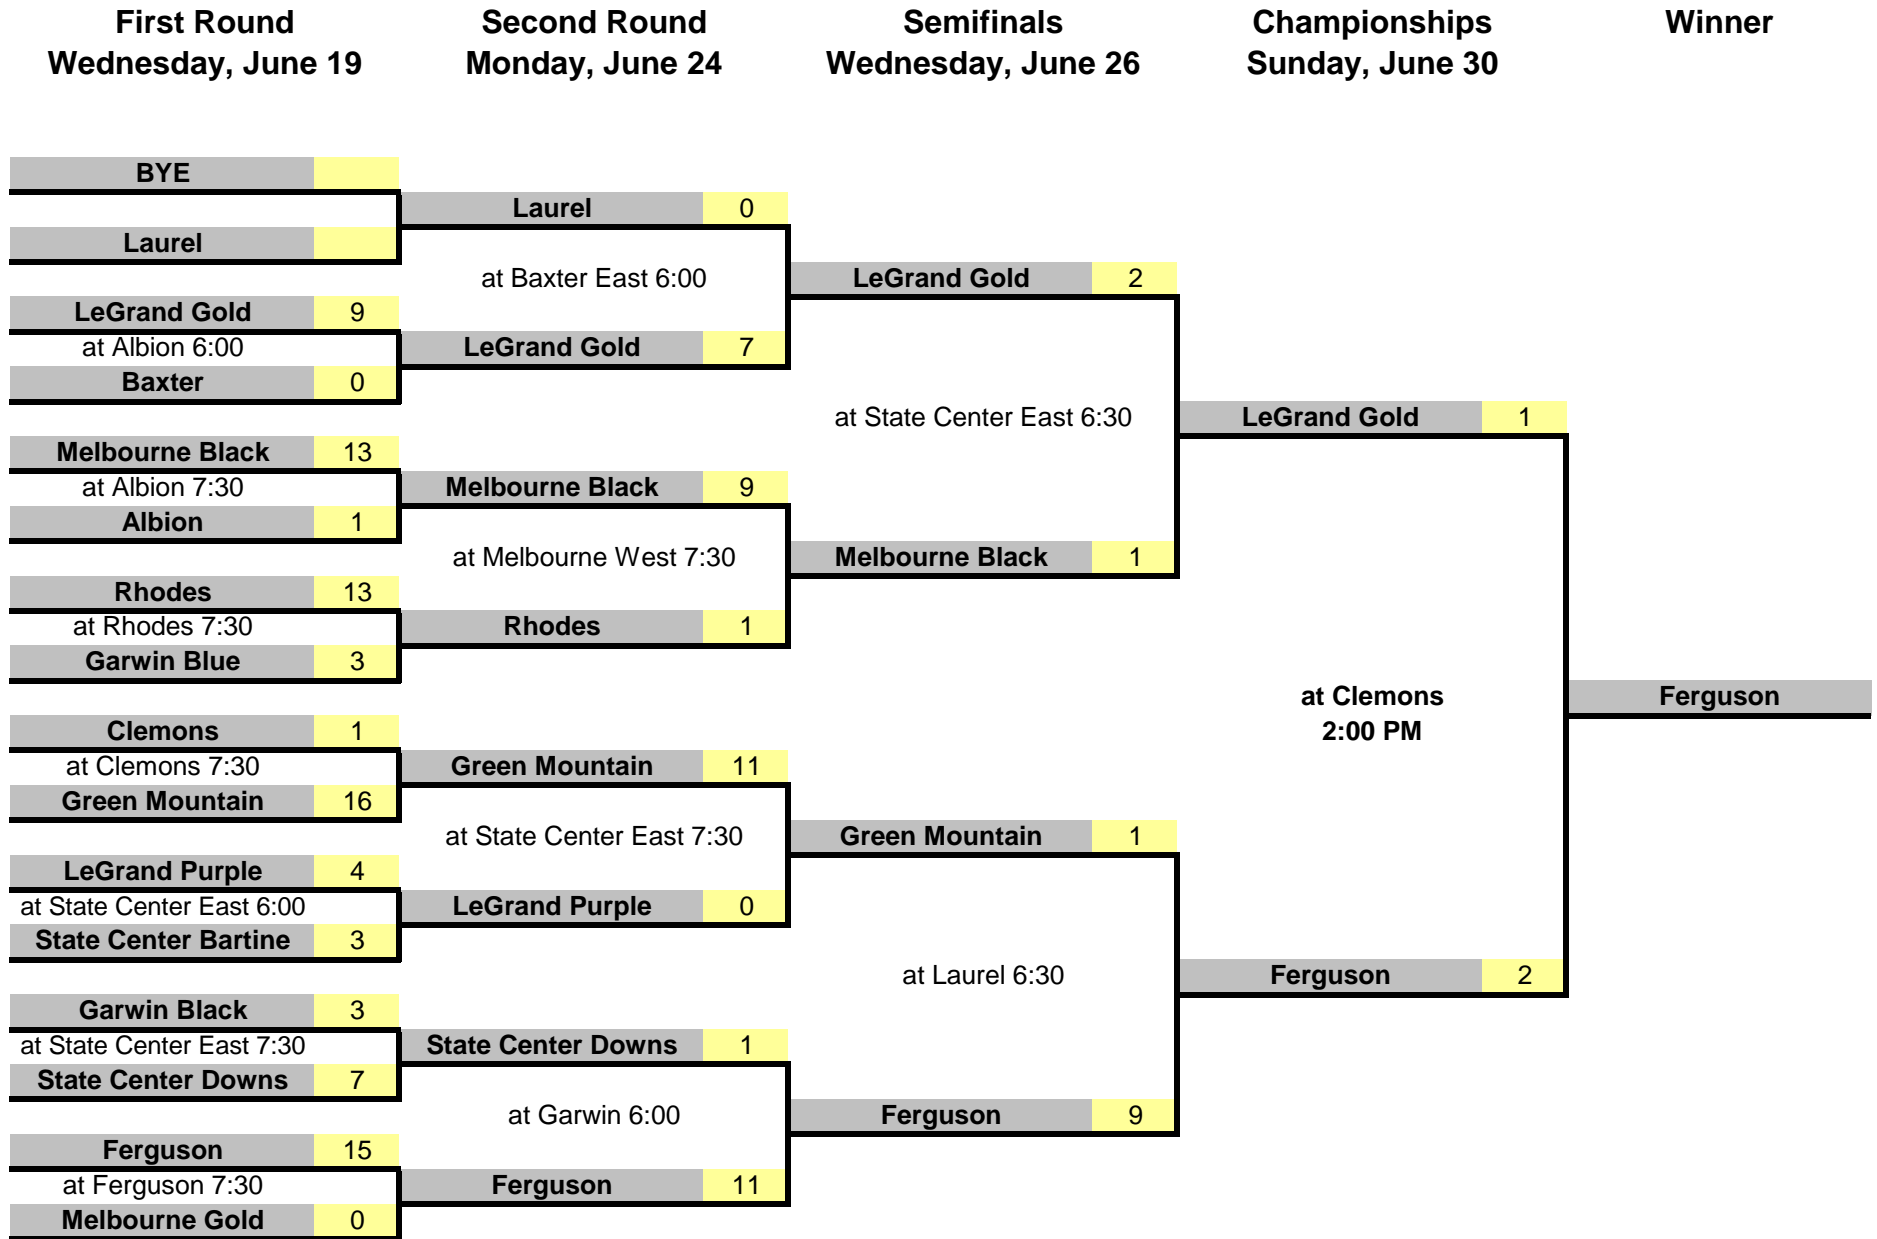 First Round
Wednesday, June 19
Second Round
Monday, June 24
Semifinals
Wednesday, June 26
Championships
Sunday, June 30
Winner
BYE
Laurel
LeGrand Gold 9
at Albion 6:00
Baxter 0
Melbourne Black 13
at Albion 7:30
Albion 1
Rhodes 13
at Rhodes 7:30
Garwin Blue 3
Clemons 1
at Clemons 7:30
Green Mountain 16
LeGrand Purple 4
at State Center East 6:00
State Center Bartine 3
Garwin Black 3
at State Center East 7:30
State Center Downs 7
Ferguson 15
at Ferguson 7:30
Melbourne Gold 0
Laurel 0
at Baxter East 6:00
LeGrand Gold 7
Melbourne Black 9
at Melbourne West 7:30
Rhodes 1
Green Mountain 11
at State Center East 7:30
LeGrand Purple 0
State Center Downs 1
at Garwin 6:00
Ferguson 11
LeGrand Gold 2
at State Center East 6:30
Melbourne Black 1
Green Mountain 1
at Laurel 6:30
Ferguson 9
LeGrand Gold 1
at Clemons
2:00 PM
Ferguson 2
Ferguson